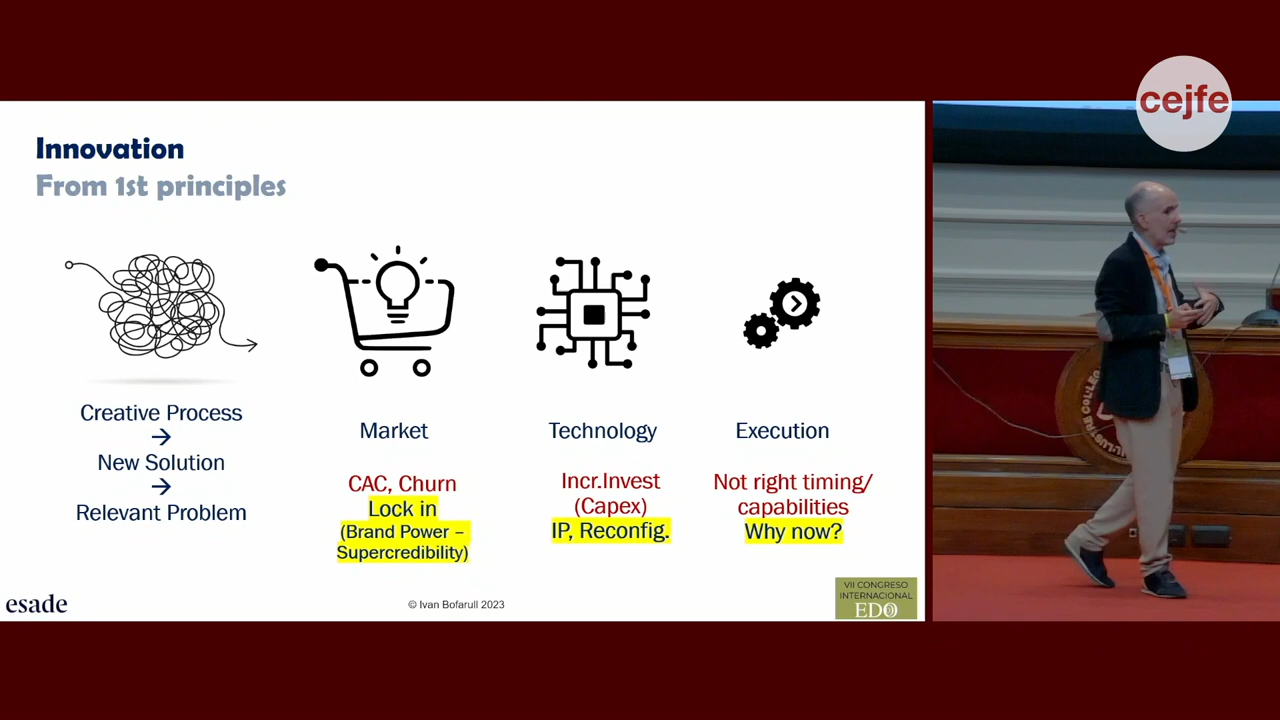 cejfe
Innovation
From 1st principles
Creative Process
→
New Solution
→
Relevant Problem
Market
CAC, Churn
Lock in
(Brand Power –
Supercredibility)
Technology
Incr.Invest
(Capex)
IP, Reconfig.
Execution
Not right timing/
capabilities
Why now?
esade
© Ivan Bofarull 2023
VII CONGRESO
INTERNACIONAL
EDO